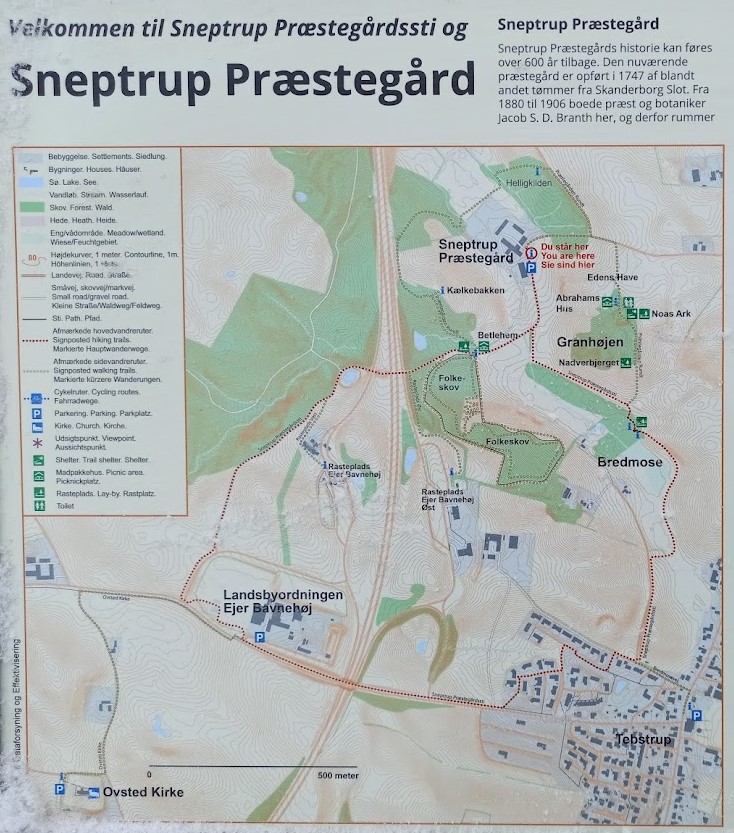 Velkommen til Sneptrup Præstegårdssti og
Sneptrup Præstegård
Sneptrup Præstegård
Sneptrup Præstegårds historie kan føres
over 600 år tilbage. Den nuværende
præstegård er opført i 1747 af blandt
andet tømmer fra Skanderborg Slot. Fra
1880 til 1906 boede præst og botaniker
Jacob S. D. Branth her, og derfor rummer
Bebyggelse. Settlements. Siedlung.
Bygninger. Houses. Häuser.
Sø. Lake. See.
Vandløb. Stream. Wasserlauf.
Skov. Forest. Wald.
Hede. Heath. Heide.
Eng/vådområde. Meadow/wetland.
Wiese/Feuchtgebiet.
80
Højdekurver, 1 meter. Contourline, 1m.
Höhenlinien, 1
Landevej. Road. Straße.
Småvej, skovvej/markvej.
Small road/gravel road.
Kleine Straße/Waldweg/Feldweg.
Sti. Path. Pfad.
Afmærkede hovedvandreruter.
Signposted hiking trails.
Markierte Hauptwanderwege.
Afmærkede sidevandreruter.
Signposted walking trails.
Markierte kürzere Wanderungen.
Cykelruter. Cycling routes.
Fahrradwege.
P
Parkering. Parking. Parkplatz.
Kirke. Church. Kirche.
Udsigtspunkt. Viewpoint.
Aussichtspunkt.
Shelter. Trail shelter. Shelter.
Madpakkehus. Picnic area.
Picknickplatz.
Rasteplads. Lay-by. Rastplatz.
Toilet
Helligkilden
Sneptrup
Præstegård
Du står her
You are here
Sie sind hier
P
Edens Have
Kælkebakken
Abrahams
Hus
Noas Ark
Betlehem
Granhøjen
Nadverbjerget
Folke-
skov
Folkeskov
Bredmose
Rasteplads
Ejer Bavnehøj
Rasteplads
Ejer Bavnehøj
Øst
Landsbyordningen
Ejer Bavnehøj
P
Ovsted Kirke
Sneptrup Præstegårdssti
P
Tebstrup
Ovsted Kirke
0
500 meter
P
Ovsted Kirke